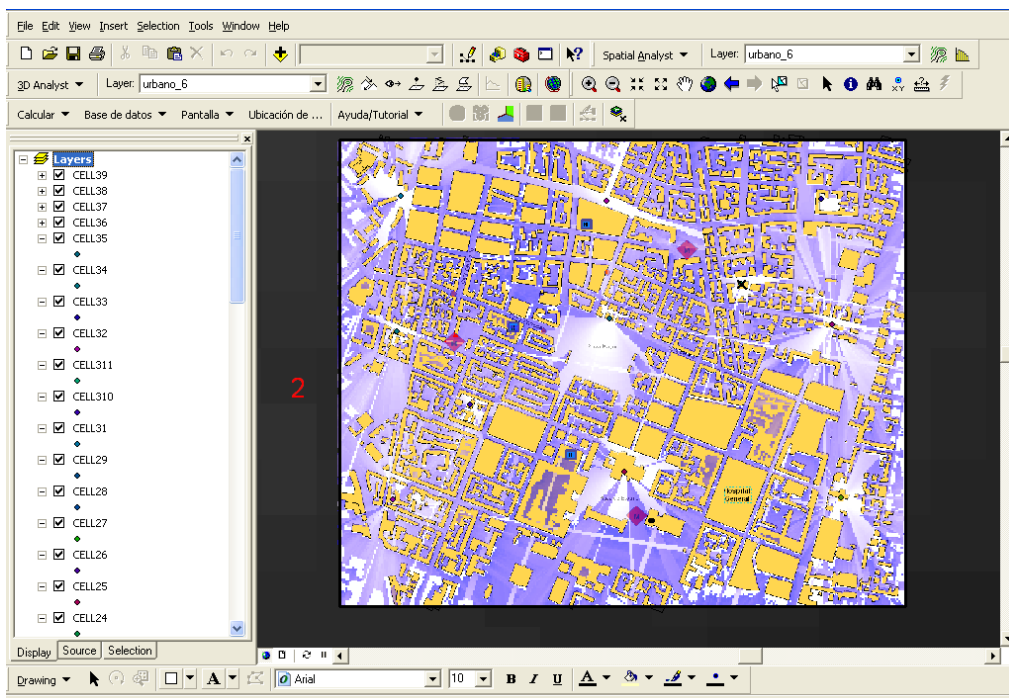 File Edit View Insert Selection Tools Window Help
Spatial Analyst Layer: urbano_6
3D Analyst Layer: urbano_6
Calcular Base de datos Pantalla Ubicación de ... Ayuda/Tutorial
Layers
CELL39
CELL38
CELL37
CELL36
CELL35
CELL34
CELL33
CELL32
CELL311
CELL310
CELL31
CELL29
CELL28
CELL27
CELL26
CELL25
CELL24
2
Hospital
General
Display Source Selection
Drawing A Arial 10 B I U A